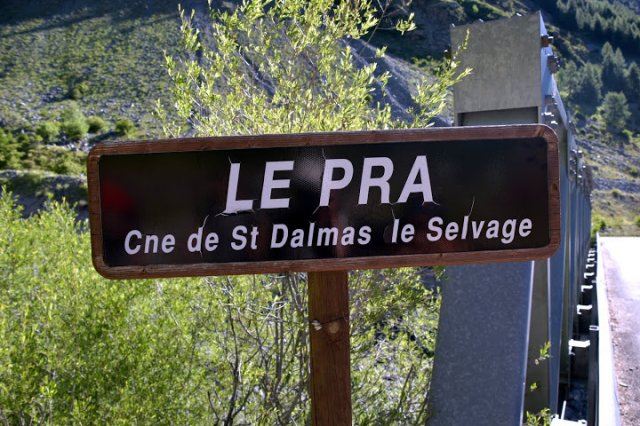 LE PRA
Cne de St Dalmas le Selvage